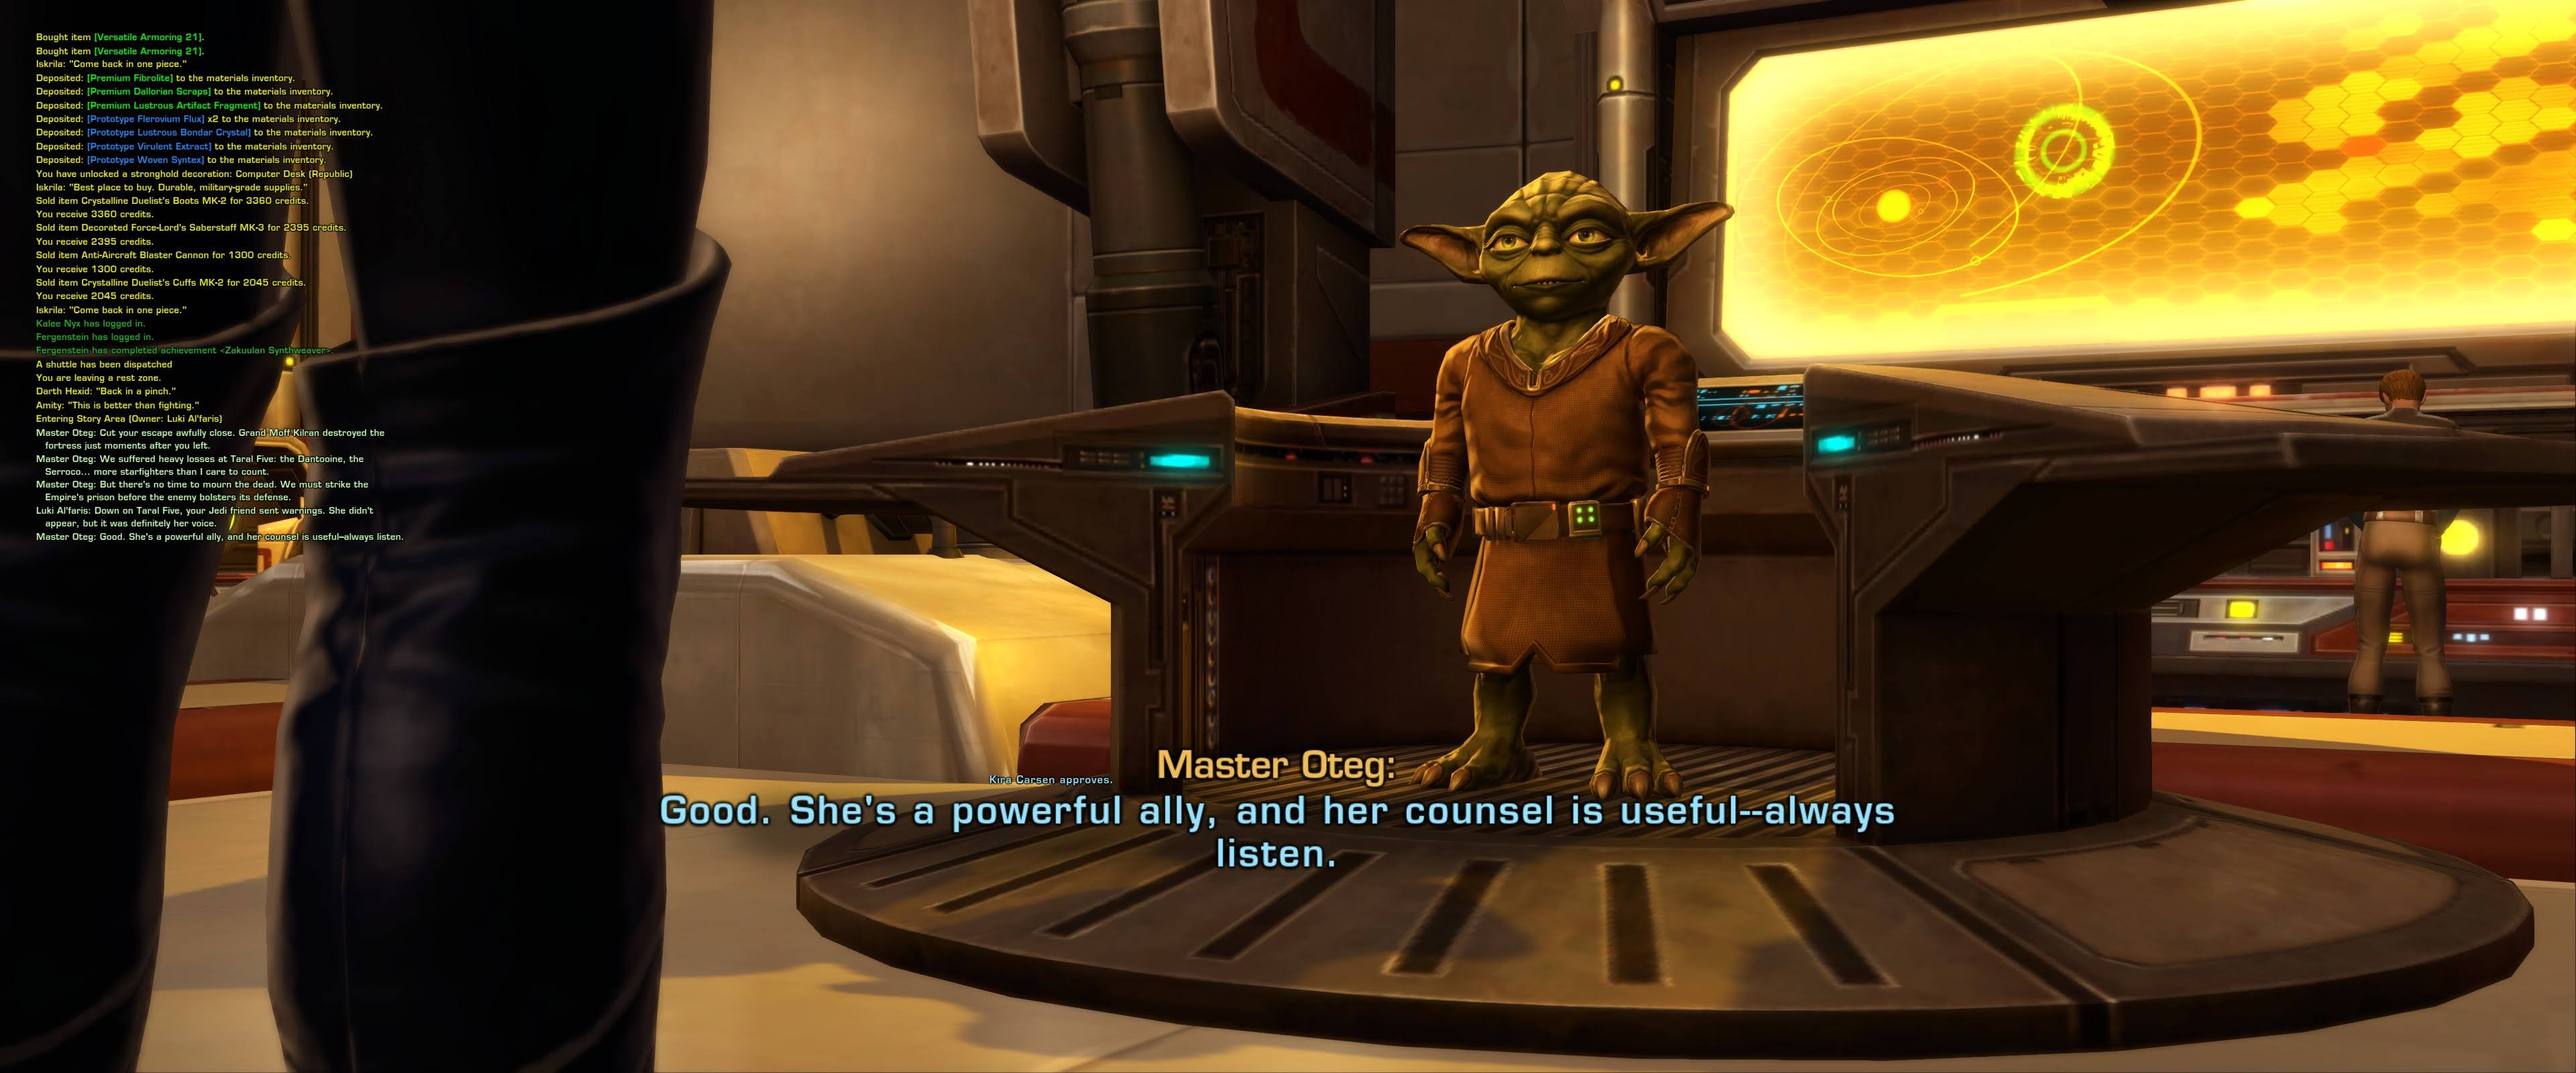 Bought item [Versatile Armoring 21].
Bought item [Versatile Armoring 21].
Iskrila: "Come back in one piece."
Deposited: [Premium Fibrolite] to the materials inventory.
Deposited: [Premium Dallorian Scraps] to the materials inventory.
Deposited: [Premium Lustrous Artifact Fragment] to the materials inventory.
Deposited: [Prototype Flerovium Flux] x2 to the materials inventory.
Deposited: [Prototype Lustrous Bondar Crystal] to the materials inventory.
Deposited: [Prototype Virulent Extract] to the materials inventory.
Deposited: [Prototype Woven Syntex] to the materials inventory.
You have unlocked a stronghold decoration: Computer Desk (Republic)
Iskrila: "Best place to buy. Durable, military-grade supplies."
Sold item Crystalline Duelist's Boots MK-2 for 3360 credits.
You receive 3360 credits.
Sold item Decorated Force-Lord's Saberstaff MK-3 for 2395 credits.
You receive 2395 credits.
Sold item Anti-Aircraft Blaster Cannon for 1300 credits.
You receive 1300 credits.
Sold item Crystalline Duelist's Cuffs MK-2 for 2045 credits.
You receive 2045 credits.
Iskrila: "Come back in one piece."
Kalee Nyx has logged in.
Fergenstein has logged in.
Fergenstein has completed achievement <Zakuulan Synthweaver>.
A shuttle has been dispatched
You are leaving a rest zone.
Darth Hexid: "Back in a pinch."
Amity: "This is better than fighting."
Entering Story Area (Owner: Luki Al'faris)
Master Oteg: Cut your escape awfully close. Grand Moff Kilran destroyed the
fortress just moments after you left.
Master Oteg: We suffered heavy losses at Taral Five: the Dantooine, the
Serroco... more starfighters than I care to count.
Master Oteg: But there's no time to mourn the dead. We must strike the
Empire's prison before the enemy bolsters its defense.
Luki Al'faris: Down on Taral Five, your Jedi friend sent warnings. She didn't
appear, but it was definitely her voice.
Master Oteg: Good. She's a powerful ally, and her counsel is useful--always listen.
Master Oteg:
Kira Carsen approves.
Good. She's a powerful ally, and her counsel is useful--always
listen.